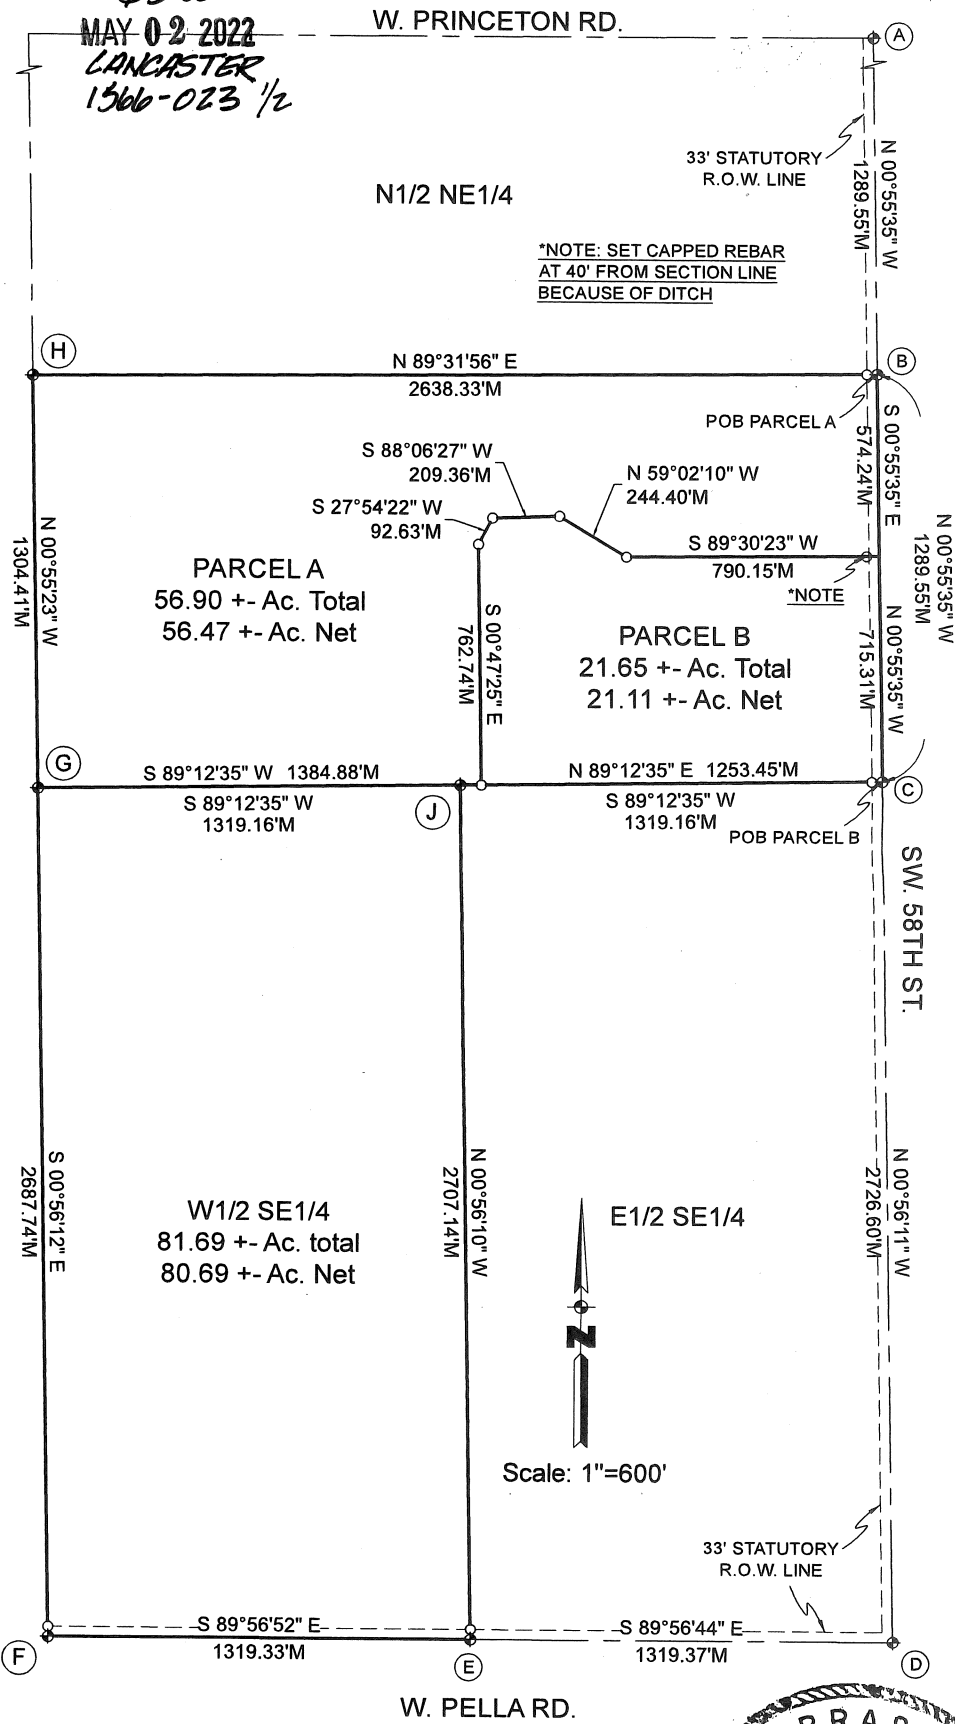 W. PRINCETON RD.
MAY 02 2022
LANCASTER
1566-023 1/2
A
33' STATUTORY
R.O.W. LINE
N 00°55'35" W
1289.55'M
N1/2 NE1/4
*NOTE: SET CAPPED REBAR
AT 40' FROM SECTION LINE
BECAUSE OF DITCH
H
N 89°31'56" E
2638.33'M
B
POB PARCEL A
S 00°55'35" E
574.24'M
S 88°06'27" W
209.36'M
N 59°02'10" W
244.40'M
S 27°54'22" W
92.63'M
S 89°30'23" W
790.15'M
*NOTE
N 00°55'35" W
1289.55'M
N 00°55'23" W
1304.41'M
PARCEL A
56.90 +- Ac. Total
56.47 +- Ac. Net
S 00°47'25" E
762.74'M
PARCEL B
21.65 +- Ac. Total
21.11 +- Ac. Net
N 00°55'35" W
715.31'M
G
S 89°12'35" W 1384.88'M
S 89°12'35" W
1319.16'M
J
N 89°12'35" E 1253.45'M
S 89°12'35" W
1319.16'M
C
POB PARCEL B
SW. 58TH ST.
S 00°56'12" E
2687.74'M
W1/2 SE1/4
81.69 +- Ac. total
80.69 +- Ac. Net
N 00°56'10" W
2707.14'M
E1/2 SE1/4
N 00°56'11" W
2726.60'M
N
Scale: 1"=600'
33' STATUTORY
R.O.W. LINE
S 89°56'52" E
1319.33'M
S 89°56'44" E
1319.37'M
F
E
D
W. PELLA RD.